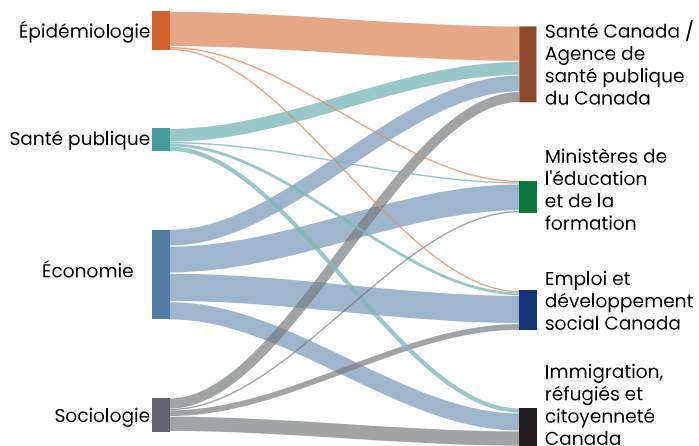 Épidémiologie
Santé publique
Économie
Sociologie
Santé Canada /
Agence de
santé publique
du Canada
Ministères de
l'éducation
et de la
formation
Emploi et
développement
social Canada
Immigration,
réfugiés et
citoyenneté
Canada